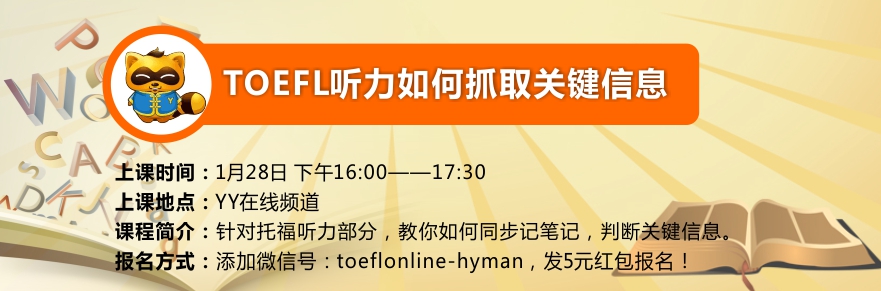 TOEFL听力如何抓取关键信息
上课时间：1月28日 下午16:00——17:30
上课地点：YY在线频道
课程简介：针对托福听力部分，教你如何同步记笔记，判断关键信息。
报名方式：添加微信号：toeflonline-hyman，发5元红包报名！